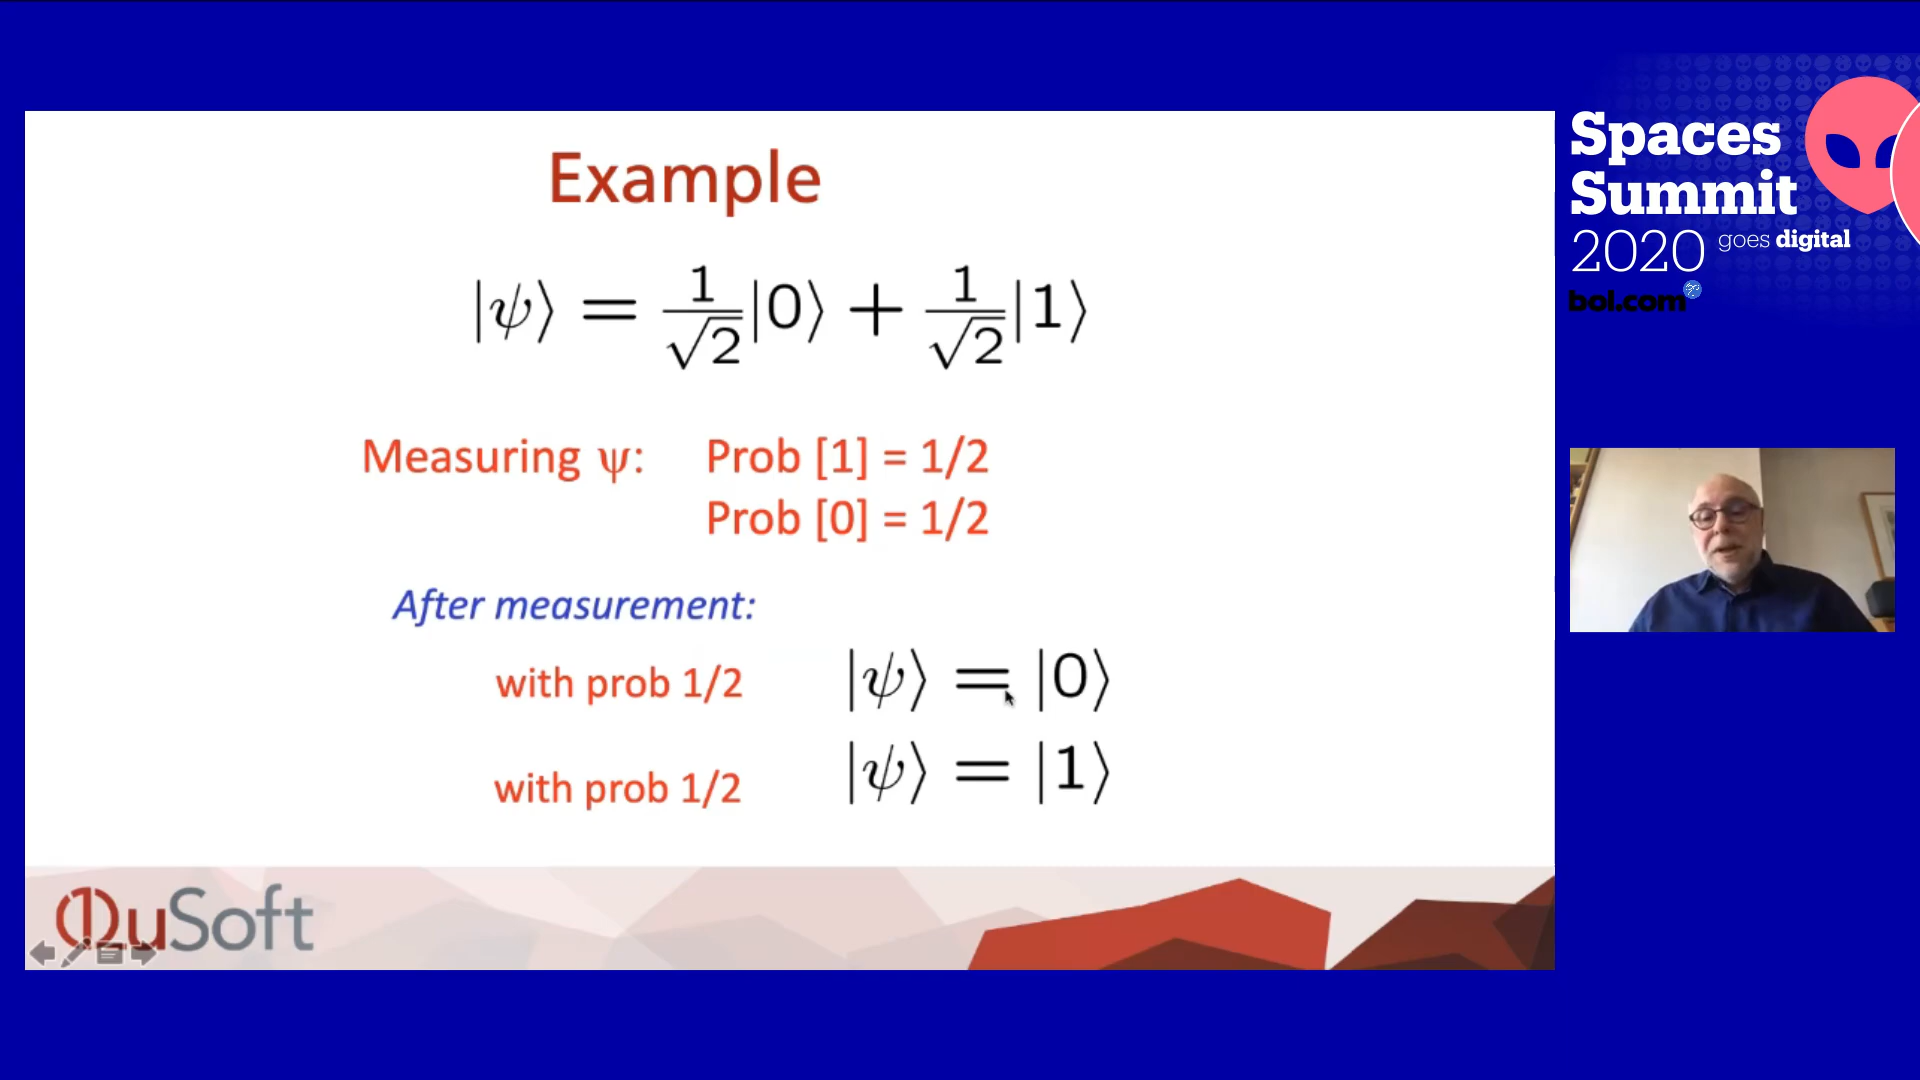 Example
|ψ⟩ = 1/√2 |0⟩ + 1/√2 |1⟩
Measuring ψ: Prob [1] = 1/2
Prob [0] = 1/2
After measurement:
with prob 1/2 |ψ⟩ = |0⟩
with prob 1/2 |ψ⟩ = |1⟩
QuSoft
Spaces
Summit
2020 goes digital
bol.com